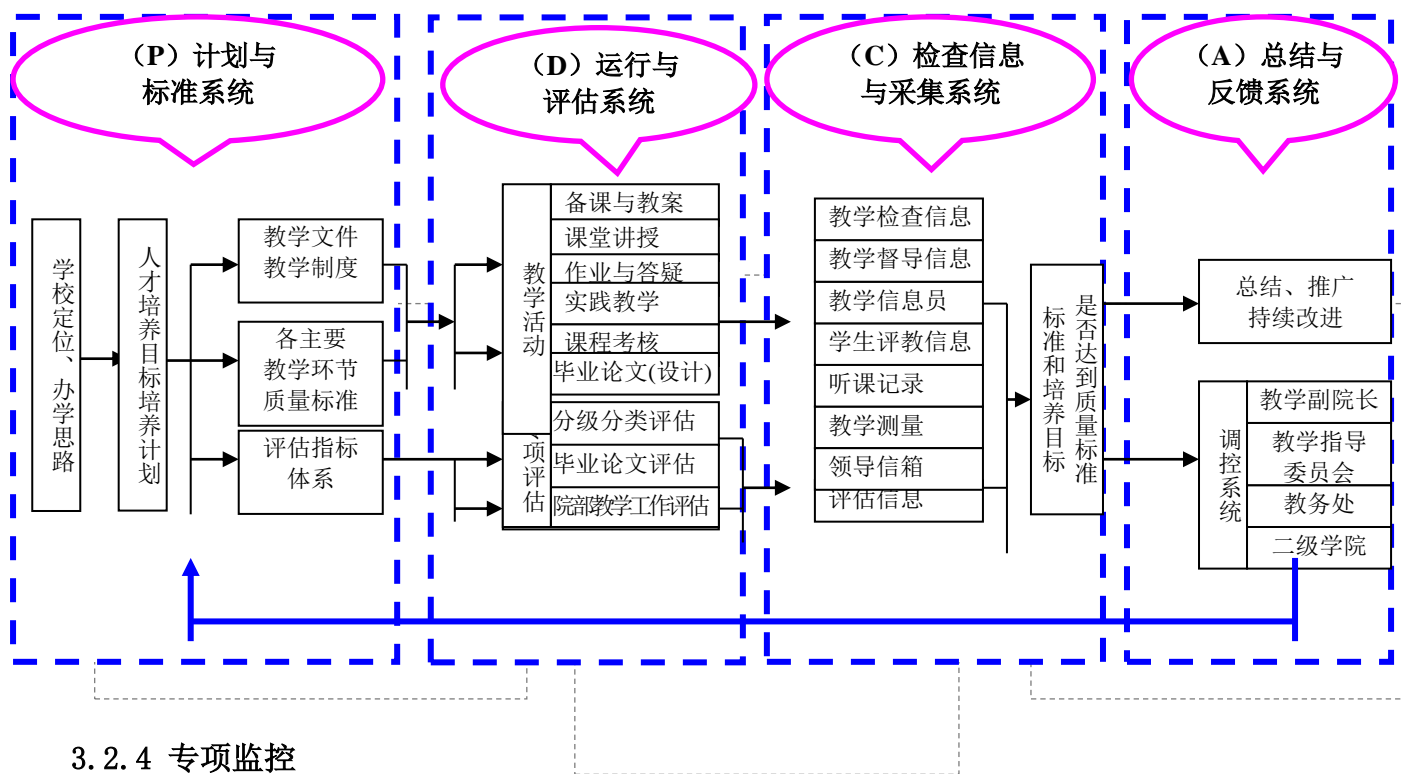 （P）计划与
标准系统
（D）运行与
评估系统
（C）检查信息
与采集系统
（A）总结与
反馈系统
学校定位、办学思路
人才培养目标培养计划
教学文件
教学制度
各主要
教学环节
质量标准
评估指标
体系
教学活动
备课与教案
课堂讲授
作业与答疑
实践教学
课程考核
毕业论文(设计)
项评估
分级分类评估
毕业论文评估
院部教学工作评估
教学检查信息
教学督导信息
教学信息员
学生评教信息
听课记录
教学测量
领导信箱
评估信息
是否达到质量标准
标准和培养目标
总结、推广
持续改进
调控系统
教学副院长
教学指导
委员会
教务处
二级学院
3.2.4 专项监控